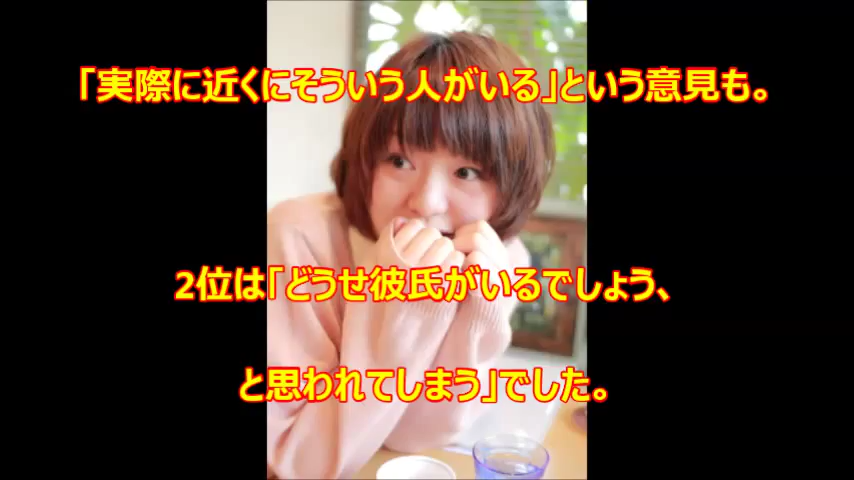 「実際に近くにそういう人がいる」という意見も。
2位は「どうせ彼氏がいるでしょう、
と思われてしまう」でした。